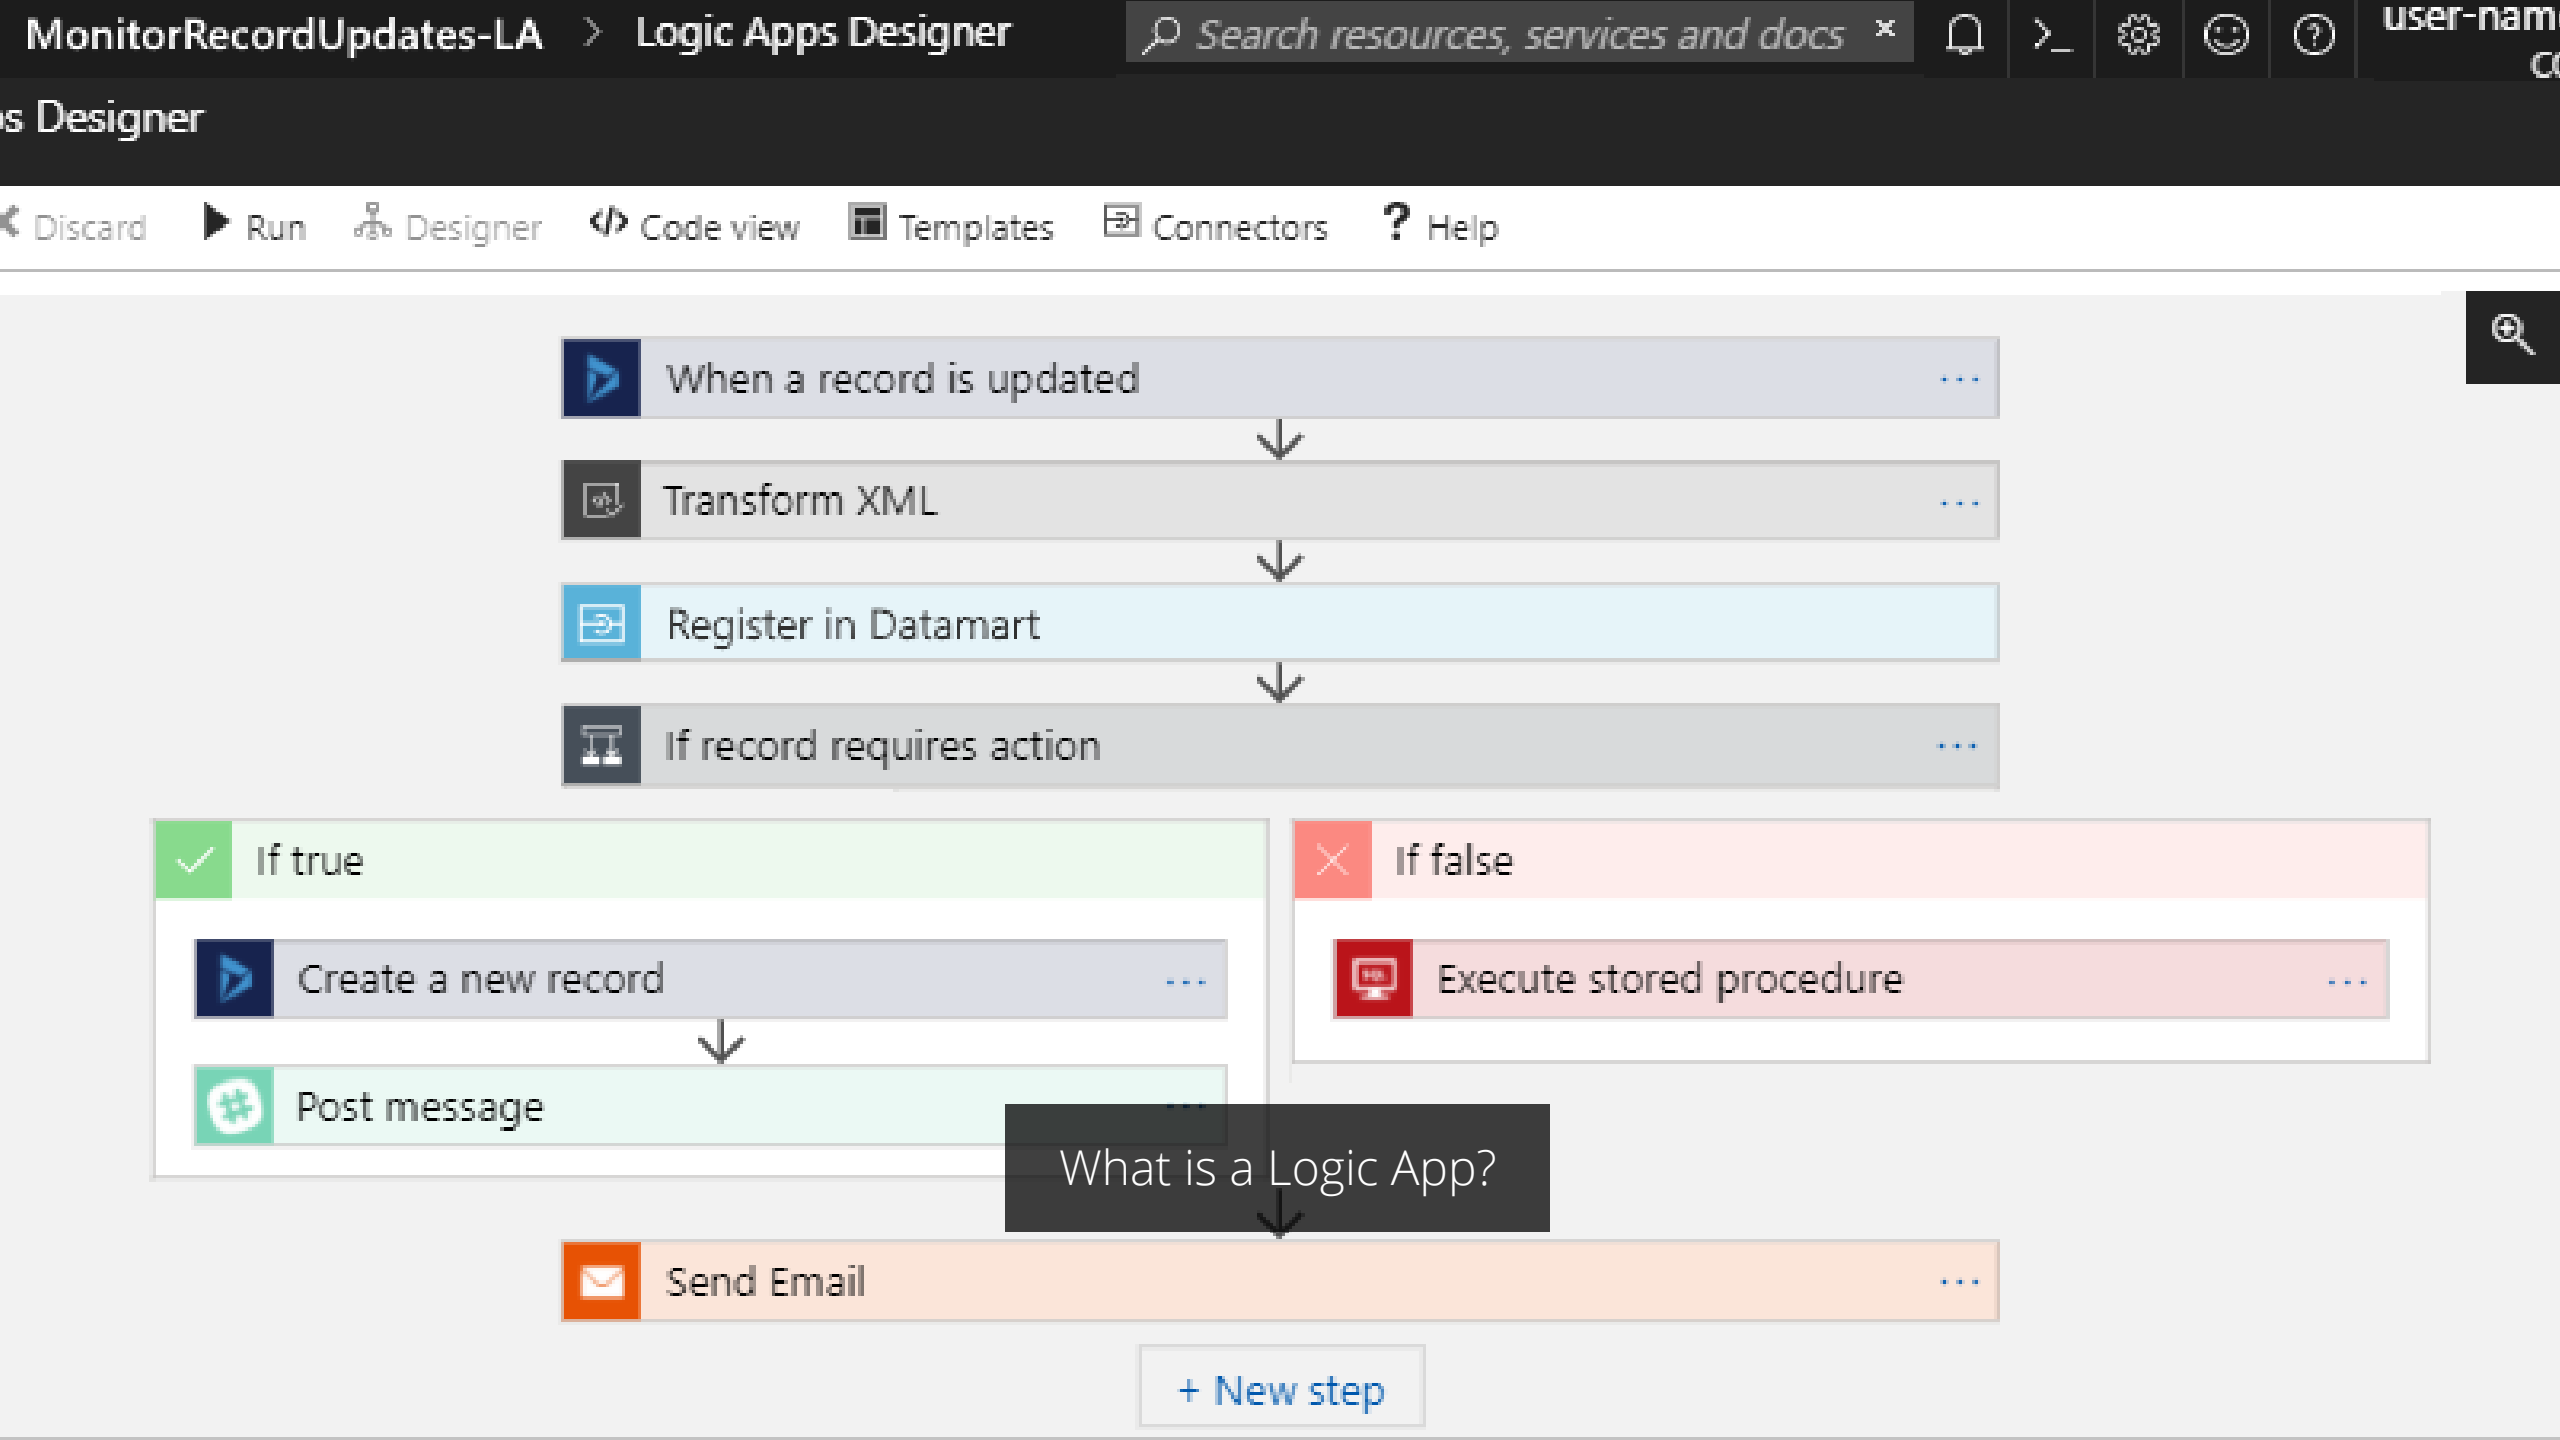 MonitorRecordUpdates-LA > Logic Apps Designer
Search resources, services and docs
Designer
Discard Run Designer Code view Templates Connectors ? Help
When a record is updated
Transform XML
Register in Datamart
If record requires action
If true
If false
Create a new record
Execute stored procedure
Post message
What is a Logic App?
Send Email
+ New step